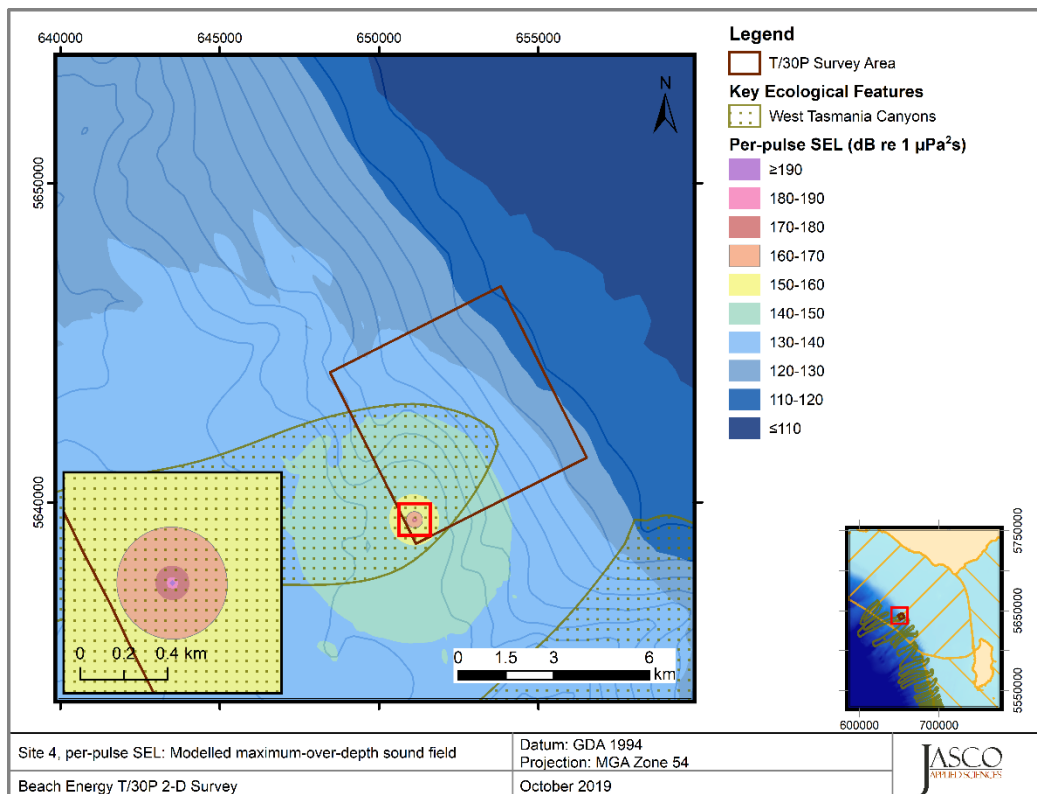 640000 645000 650000 655000
5650000
5640000
N
0 0.2 0.4 km
0 1.5 3 6
km
Legend
T/30P Survey Area
Key Ecological Features
West Tasmania Canyons
Per-pulse SEL (dB re 1 µPa²s)
≥190
180-190
170-180
160-170
150-160
140-150
130-140
120-130
110-120
≤110
5750000
5650000
5550000
600000 700000
Site 4, per-pulse SEL: Modelled maximum-over-depth sound field
Datum: GDA 1994
Projection: MGA Zone 54
Beach Energy T/30P 2-D Survey
October 2019
JASCO
APPLIED SCIENCES